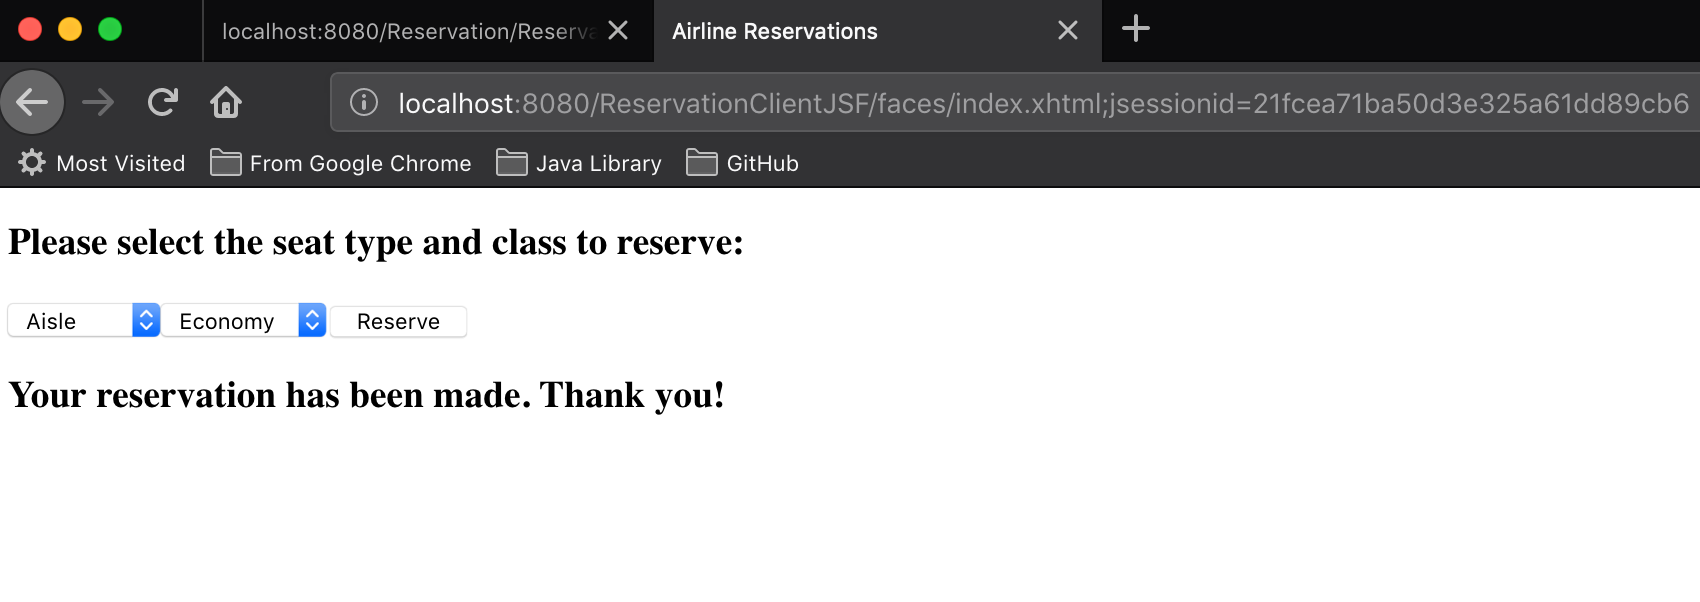 localhost:8080/Reservation/Reserva
Airline Reservations
localhost:8080/ReservationClientJSF/faces/index.xhtml;jsessionid=21fcea71ba50d3e325a61dd89cb6
Most Visited From Google Chrome Java Library GitHub
Please select the seat type and class to reserve:
Aisle Economy Reserve
Your reservation has been made. Thank you!